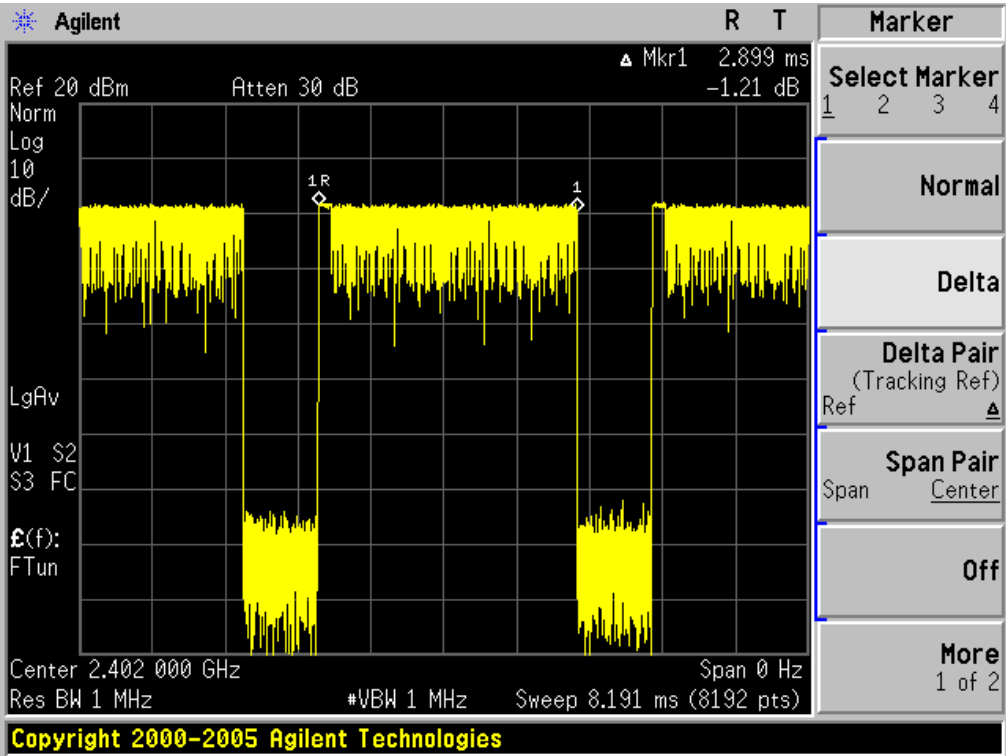 Agilent R T Marker
Δ Mkr1 2.899 ms
Ref 20 dBm Atten 30 dB -1.21 dB
Norm
Log
10
dB/
1R
1
LgAv
V1 S2
S3 FC
£(f):
FTun
Center 2.402 000 GHz Span 0 Hz
Res BW 1 MHz #VBW 1 MHz Sweep 8.191 ms (8192 pts)
Select Marker
1 2 3 4
Normal
Delta
Delta Pair
(Tracking Ref)
Ref Δ
Span Pair
Span Center
Off
More
1 of 2
Copyright 2000-2005 Agilent Technologies